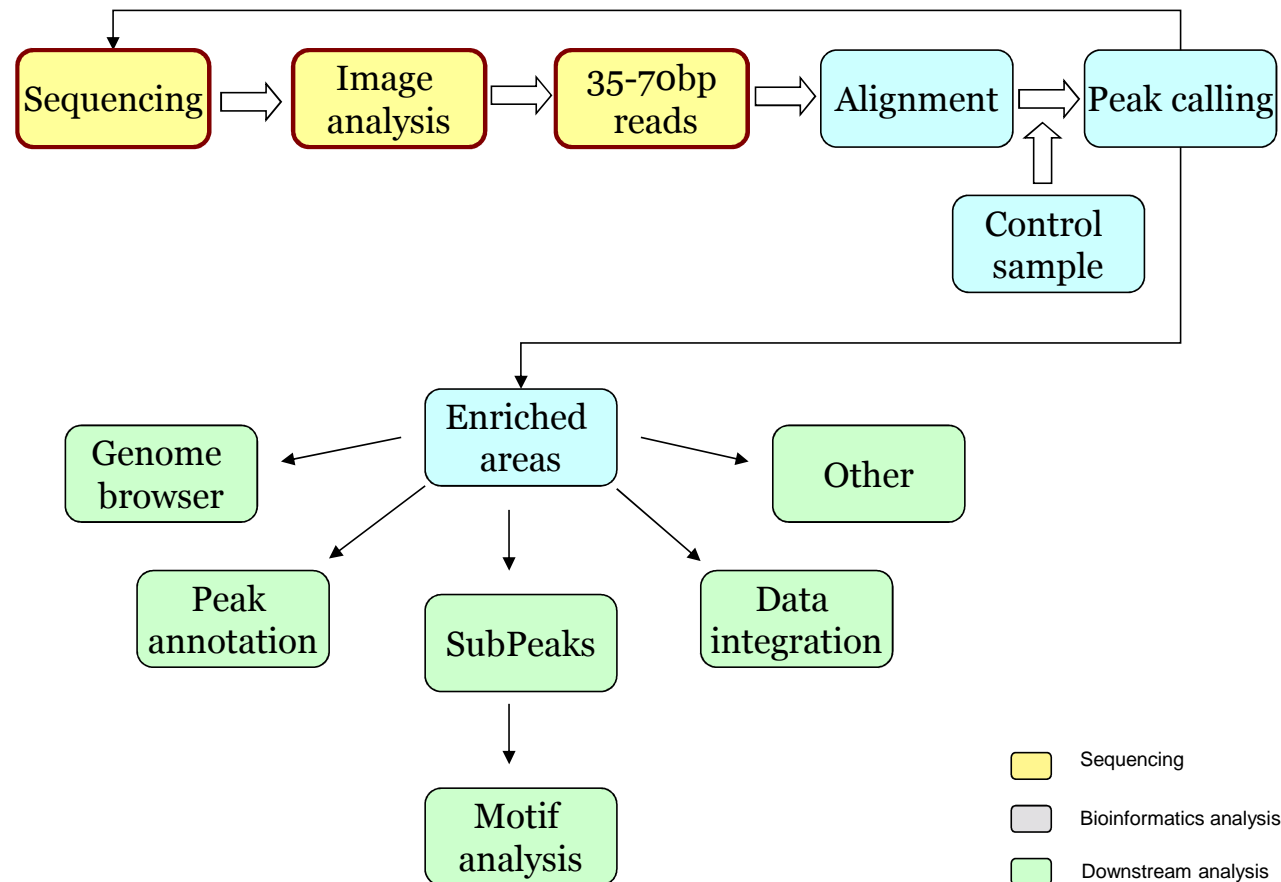 Sequencing
Image
analysis
35-70bp
reads
Alignment
Peak calling
Control
sample
Enriched
areas
Genome
browser
Other
Peak
annotation
SubPeaks
Data
integration
Motif
analysis
Sequencing
Bioinformatics analysis
Downstream analysis